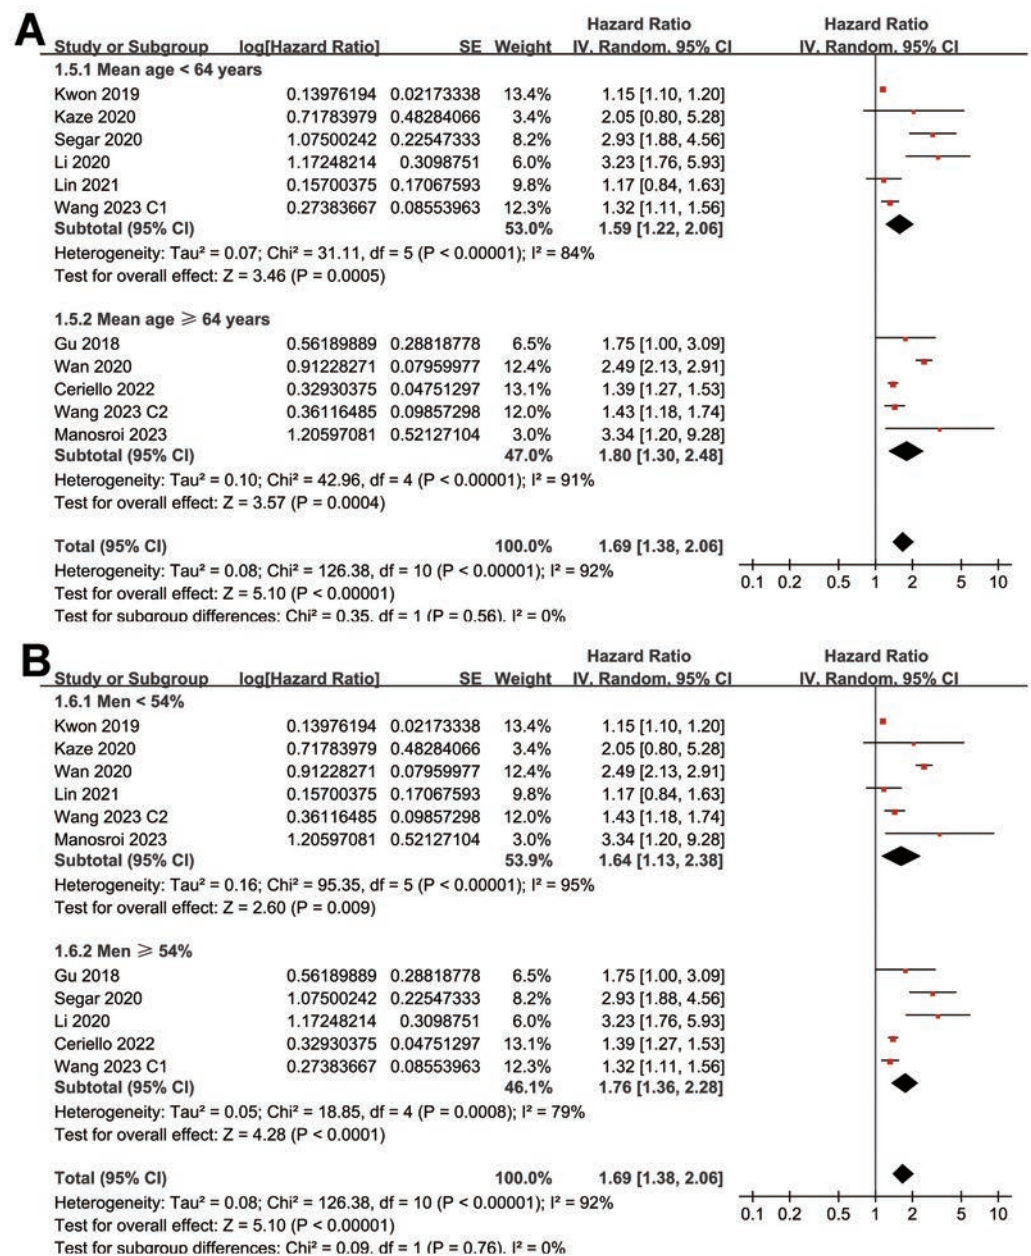 A
Hazard Ratio Hazard Ratio
Study or Subgroup log[Hazard Ratio] SE Weight IV, Random, 95% CI IV, Random, 95% CI
1.5.1 Mean age < 64 years
Kwon 2019 0.13976194 0.02173338 13.4% 1.15 [1.10, 1.20]
Kaze 2020 0.71783979 0.48284066 3.4% 2.05 [0.80, 5.28]
Segar 2020 1.07500242 0.22547333 8.2% 2.93 [1.88, 4.56]
Li 2020 1.17248214 0.3098751 6.0% 3.23 [1.76, 5.93]
Lin 2021 0.15700375 0.17067593 9.8% 1.17 [0.84, 1.63]
Wang 2023 C1 0.27383667 0.08553963 12.3% 1.32 [1.11, 1.56]
Subtotal (95% CI) 53.0% 1.59 [1.22, 2.06]
Heterogeneity: Tau² = 0.07; Chi² = 31.11, df = 5 (P < 0.00001); I² = 84%
Test for overall effect: Z = 3.46 (P = 0.0005)
1.5.2 Mean age ⩾ 64 years
Gu 2018 0.56189889 0.28818778 6.5% 1.75 [1.00, 3.09]
Wan 2020 0.91228271 0.07959977 12.4% 2.49 [2.13, 2.91]
Ceriello 2022 0.32930375 0.04751297 13.1% 1.39 [1.27, 1.53]
Wang 2023 C2 0.36116485 0.09857298 12.0% 1.43 [1.18, 1.74]
Manosroi 2023 1.20597081 0.52127104 3.0% 3.34 [1.20, 9.28]
Subtotal (95% CI) 47.0% 1.80 [1.30, 2.48]
Heterogeneity: Tau² = 0.10; Chi² = 42.96, df = 4 (P < 0.00001); I² = 91%
Test for overall effect: Z = 3.57 (P = 0.0004)
Total (95% CI) 100.0% 1.69 [1.38, 2.06]
Heterogeneity: Tau² = 0.08; Chi² = 126.38, df = 10 (P < 0.00001); I² = 92%
0.1 0.2 0.5 1 2 5 10
Test for overall effect: Z = 5.10 (P < 0.00001)
Test for subgroup differences: Chi² = 0.35, df = 1 (P = 0.56), I² = 0%
B
Hazard Ratio Hazard Ratio
Study or Subgroup log[Hazard Ratio] SE Weight IV, Random, 95% CI IV, Random, 95% CI
1.6.1 Men < 54%
Kwon 2019 0.13976194 0.02173338 13.4% 1.15 [1.10, 1.20]
Kaze 2020 0.71783979 0.48284066 3.4% 2.05 [0.80, 5.28]
Wan 2020 0.91228271 0.07959977 12.4% 2.49 [2.13, 2.91]
Lin 2021 0.15700375 0.17067593 9.8% 1.17 [0.84, 1.63]
Wang 2023 C2 0.36116485 0.09857298 12.0% 1.43 [1.18, 1.74]
Manosroi 2023 1.20597081 0.52127104 3.0% 3.34 [1.20, 9.28]
Subtotal (95% CI) 53.9% 1.64 [1.13, 2.38]
Heterogeneity: Tau² = 0.16; Chi² = 95.35, df = 5 (P < 0.00001); I² = 95%
Test for overall effect: Z = 2.60 (P = 0.009)
1.6.2 Men ⩾ 54%
Gu 2018 0.56189889 0.28818778 6.5% 1.75 [1.00, 3.09]
Segar 2020 1.07500242 0.22547333 8.2% 2.93 [1.88, 4.56]
Li 2020 1.17248214 0.3098751 6.0% 3.23 [1.76, 5.93]
Ceriello 2022 0.32930375 0.04751297 13.1% 1.39 [1.27, 1.53]
Wang 2023 C1 0.27383667 0.08553963 12.3% 1.32 [1.11, 1.56]
Subtotal (95% CI) 46.1% 1.76 [1.36, 2.28]
Heterogeneity: Tau² = 0.05; Chi² = 18.85, df = 4 (P = 0.0008); I² = 79%
Test for overall effect: Z = 4.28 (P < 0.0001)
Total (95% CI) 100.0% 1.69 [1.38, 2.06]
Heterogeneity: Tau² = 0.08; Chi² = 126.38, df = 10 (P < 0.00001); I² = 92%
0.1 0.2 0.5 1 2 5 10
Test for overall effect: Z = 5.10 (P < 0.00001)
Test for subgroup differences: Chi² = 0.09, df = 1 (P = 0.76), I² = 0%